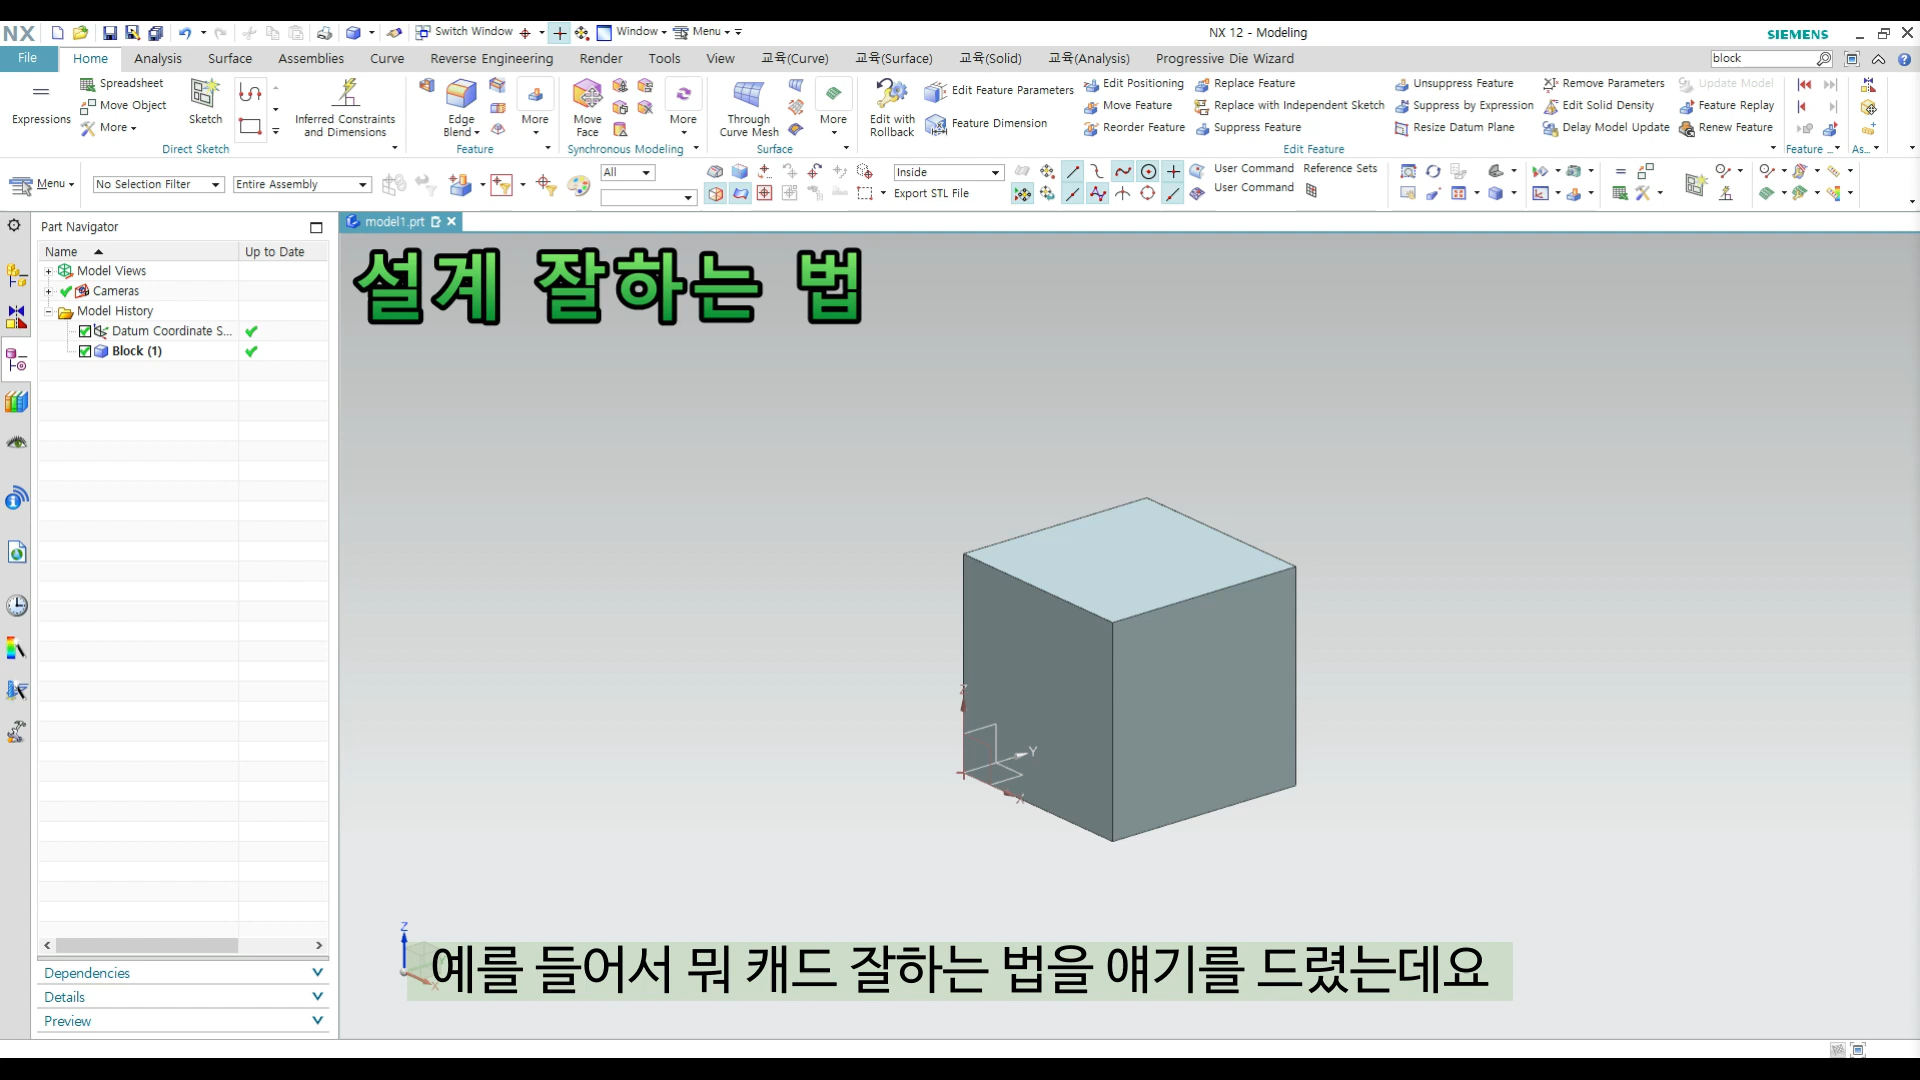 NX
Switch Window
Window
Menu
NX 12 - Modeling
SIEMENS
File
Home
Analysis
Surface
Assemblies
Curve
Reverse Engineering
Render
Tools
View
교육(Curve)
교육(Surface)
교육(Solid)
교육(Analysis)
Progressive Die Wizard
block
Expressions
Spreadsheet
Move Object
More
Sketch
Inferred Constraints
and Dimensions
Direct Sketch
Edge
Blend
More
Feature
Move
Face
More
Synchronous Modeling
Through
Curve Mesh
More
Surface
Edit with
Rollback
Edit Feature Parameters
Feature Dimension
Edit Positioning
Move Feature
Reorder Feature
Replace Feature
Replace with Independent Sketch
Suppress Feature
Unsuppress Feature
Suppress by Expression
Resize Datum Plane
Remove Parameters
Edit Solid Density
Delay Model Update
Update Model
Feature Replay
Renew Feature
Edit Feature
Feature ...
As...
Menu
No Selection Filter
Entire Assembly
All
Inside
Export STL File
User Command
Reference Sets
User Command
Part Navigator
Name
Up to Date
Model Views
Cameras
Model History
Datum Coordinate S...
Block (1)
Dependencies
Details
Preview
model1.prt
설계 잘하는 법
Z
Y
X
Z
X
예를 들어서 뭐 캐드 잘하는 법을 얘기를 드렸는데요